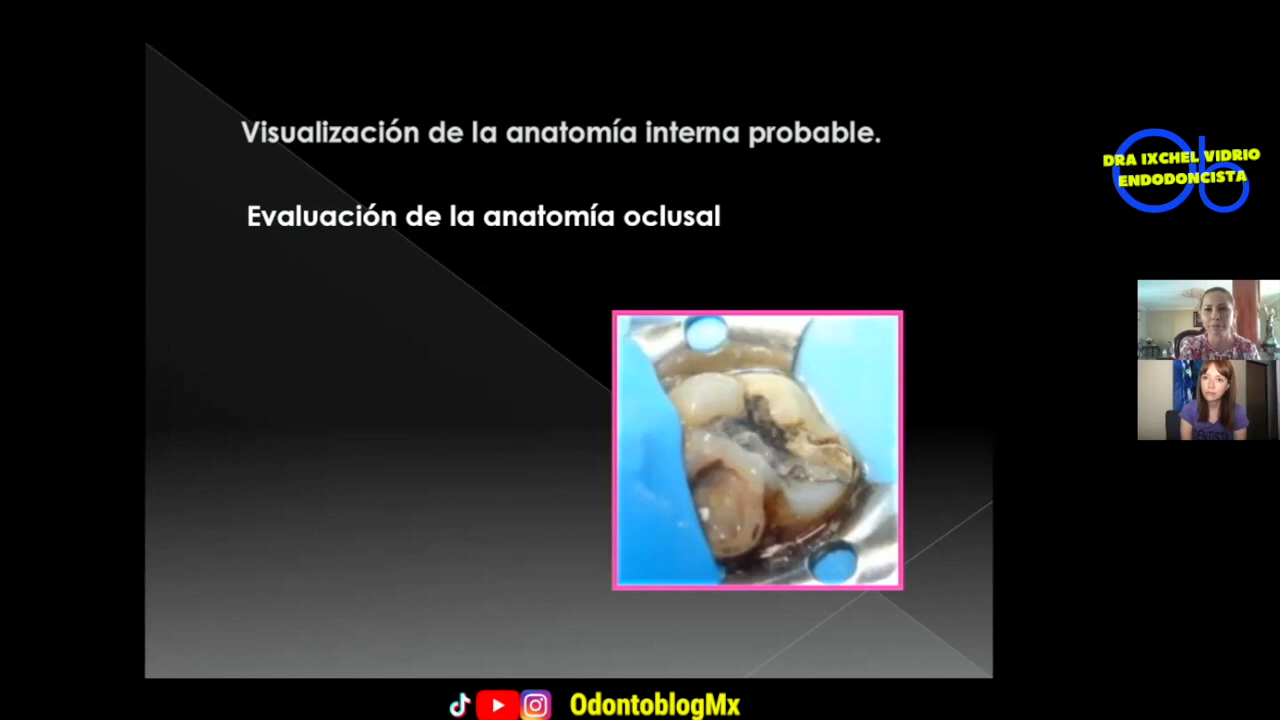 Visualización de la anatomía interna probable.
Evaluación de la anatomía oclusal
DRA IXCHEL VIDRIO
ENDODONCISTA
OdontoblogMx